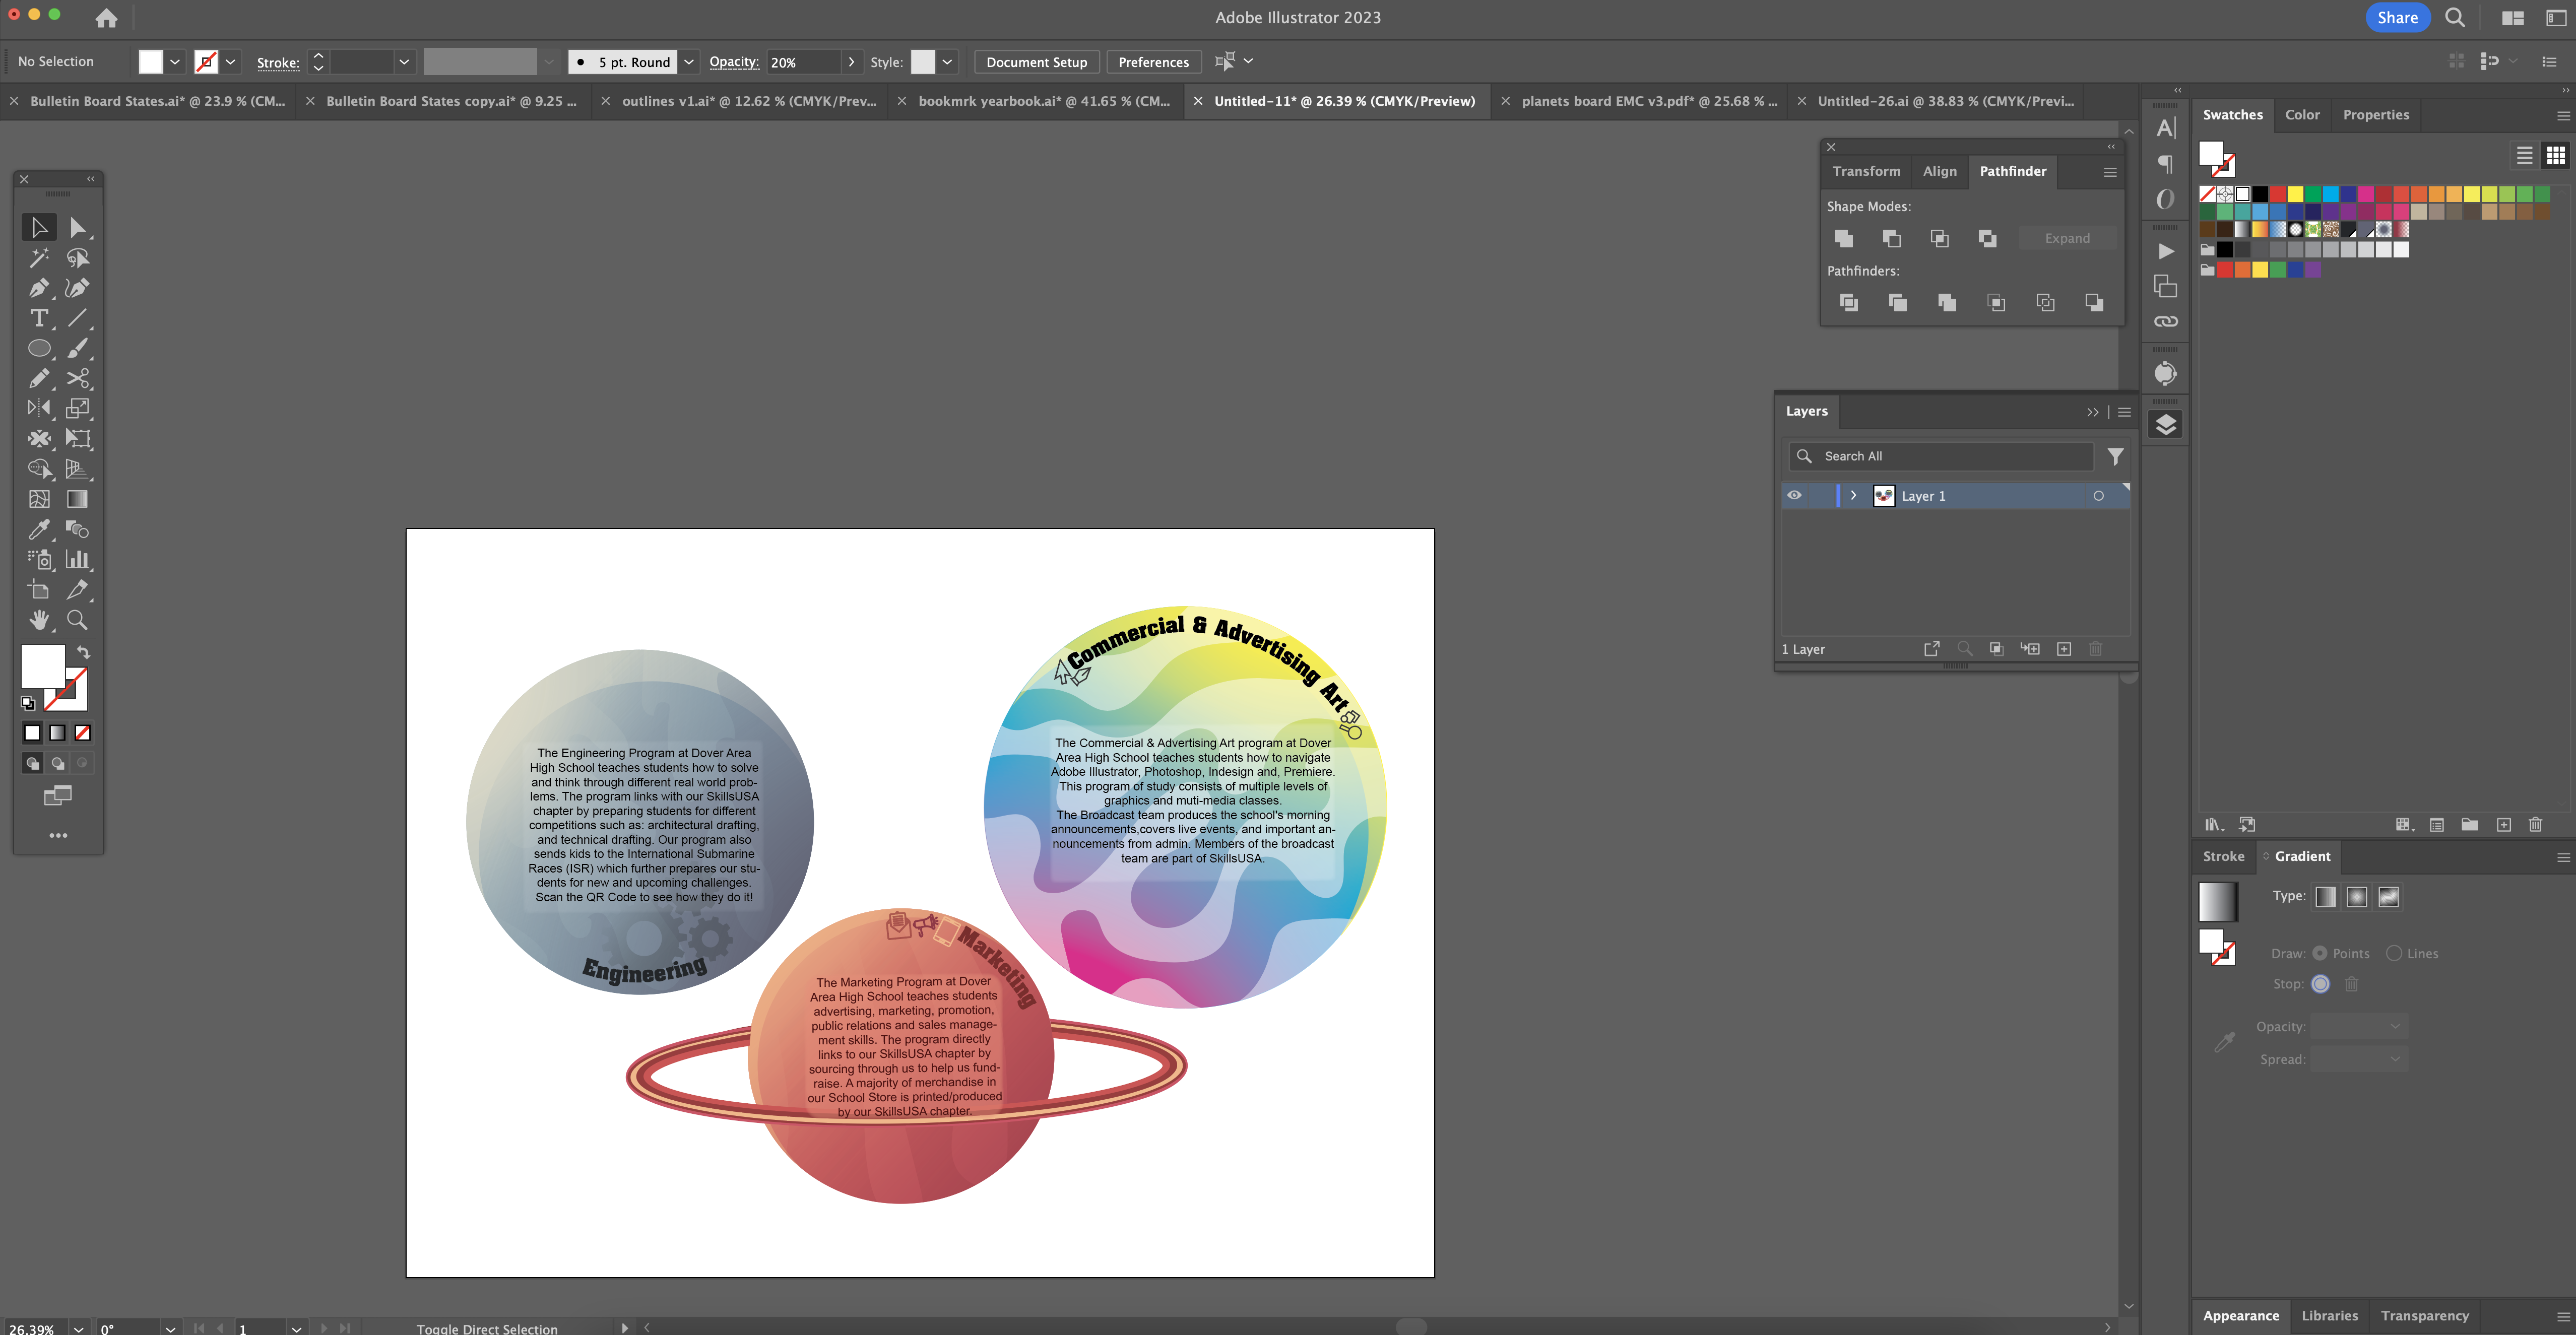 Adobe Illustrator 2023
Share
No Selection
Stroke:
5 pt. Round
Opacity:
20%
Style:
Document Setup
Preferences
Bulletin Board States.ai* @ 23.9 % (CM...
Bulletin Board States copy.ai* @ 9.25 ...
outlines v1.ai* @ 12.62 % (CMYK/Prev...
bookmrk yearbook.ai* @ 41.65 % (CM...
Untitled-11* @ 26.39 % (CMYK/Preview)
planets board EMC v3.pdf* @ 25.68 % ...
Untitled-26.ai @ 38.83 % (CMYK/Previ...
Swatches
Color
Properties
Transform
Align
Pathfinder
Shape Modes:
Expand
Pathfinders:
Layers
Search All
Layer 1
1 Layer
Commercial & Advertising Art
The Commercial & Advertising Art program at Dover
Area High School teaches students how to navigate
Adobe Illustrator, Photoshop, Indesign and, Premiere.
This program of study consists of multiple levels of
graphics and muti-media classes.
The Broadcast team produces the school's morning
announcements,covers live events, and important an-
nouncements from admin. Members of the broadcast
team are part of SkillsUSA.
The Engineering Program at Dover Area
High School teaches students how to solve
and think through different real world prob-
lems. The program links with our SkillsUSA
chapter by preparing students for different
competitions such as: architectural drafting,
and technical drafting. Our program also
sends kids to the International Submarine
Races (ISR) which further prepares our stu-
dents for new and upcoming challenges.
Scan the QR Code to see how they do it!
Engineering
Marketing
The Marketing Program at Dover
Area High School teaches students
advertising, marketing, promotion,
public relations and sales manage-
ment skills. The program directly
links to our SkillsUSA chapter by
sourcing through us to help us fund-
raise. A majority of merchandise in
our School Store is printed/produced
by our SkillsUSA chapter.
Stroke
Gradient
Type:
Draw:
Points
Lines
Stop:
Opacity:
Spread:
Appearance
Libraries
Transparency
26.39%
0°
1
Toggle Direct Selection